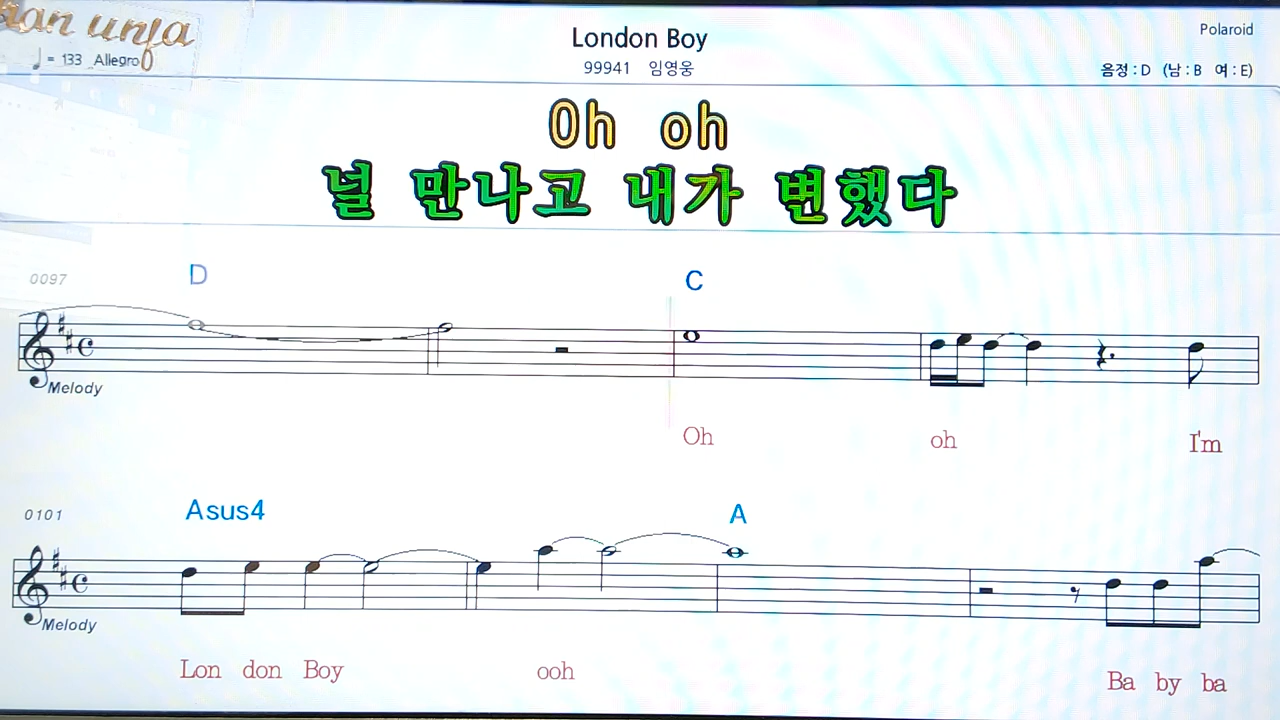 London Boy
Polaroid
♩ = 133 Allegro
99941 임영웅
음정 : D (남 : B 여 : E)
Oh oh
널 만나고 내가 변했다
0097 D C
Melody
Oh oh I'm
0101 Asus4 A
Melody
Lon don Boy ooh Ba by ba